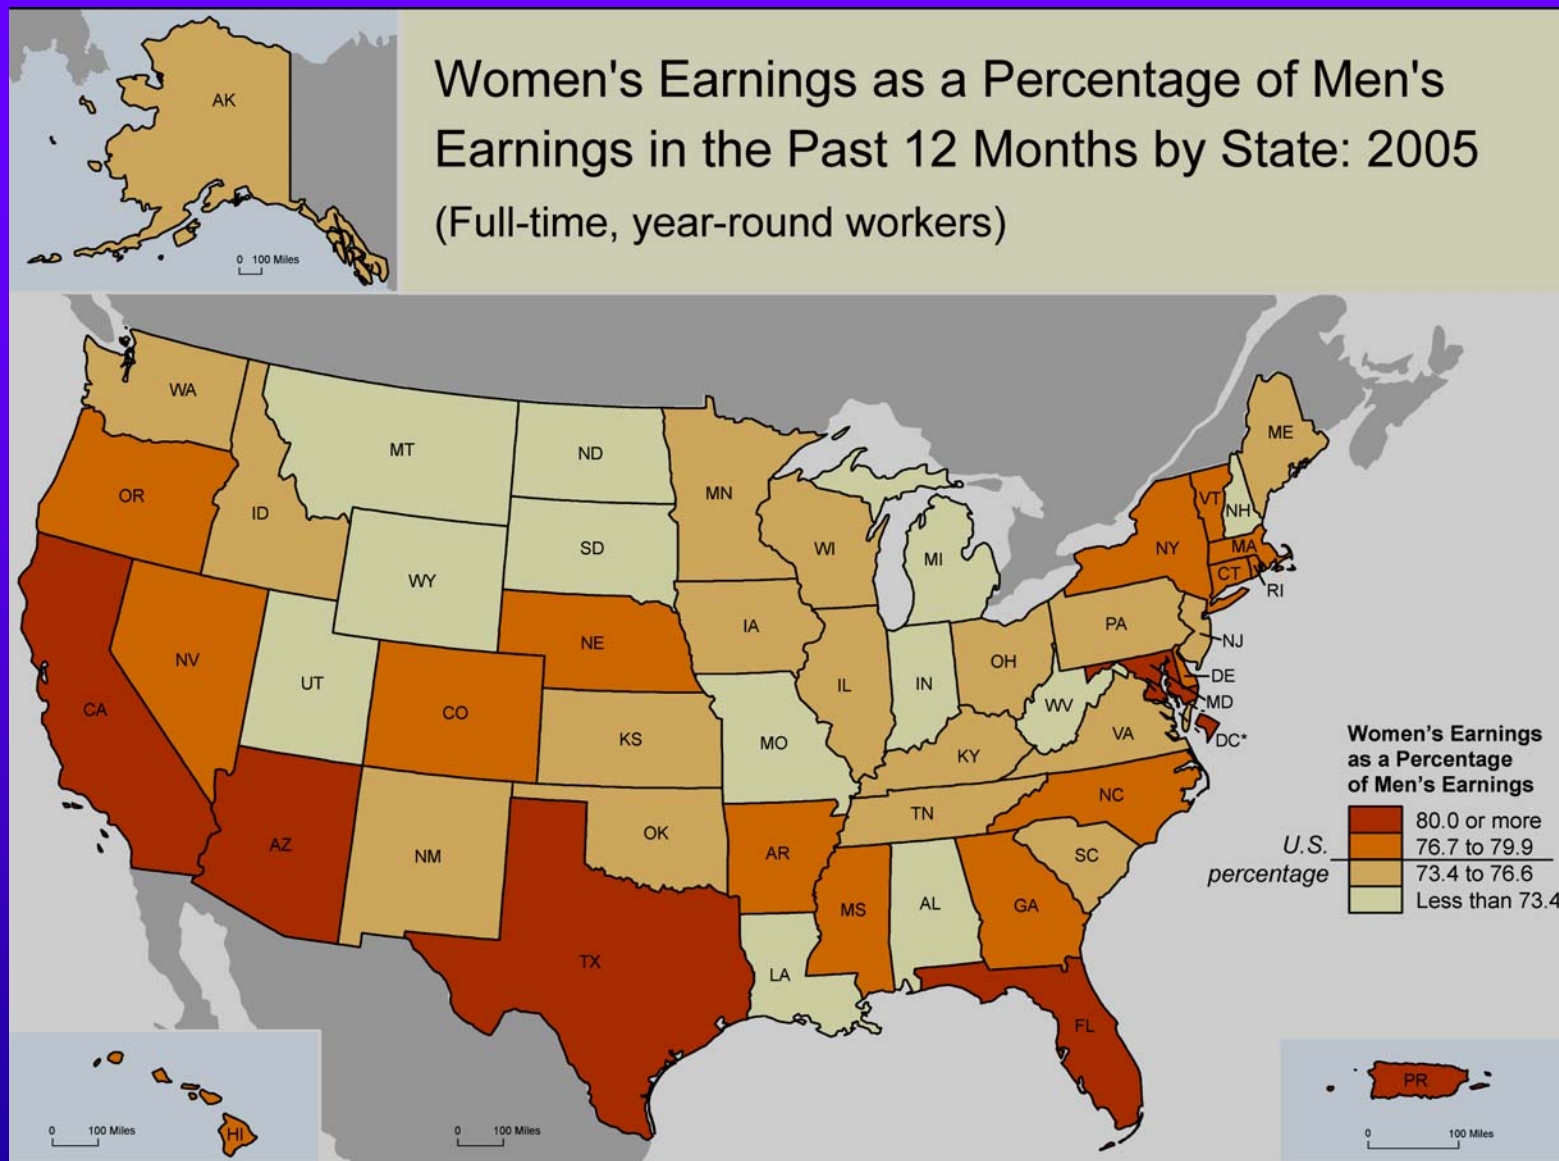 Women's Earnings as a Percentage of Men's
Earnings in the Past 12 Months by State: 2005
(Full-time, year-round workers)
AK
0 100 Miles
WA
MT
ND
MN
ME
OR
ID
SD
WI
MI
NY
VT
NH
MA
CT
RI
WY
NE
IA
PA
NJ
NV
UT
CO
KS
IL
IN
OH
WV
DE
MD
DC*
CA
MO
KY
VA
AZ
NM
OK
AR
TN
NC
SC
TX
LA
MS
AL
GA
FL
Women's Earnings
as a Percentage
of Men's Earnings
80.0 or more
U.S.
76.7 to 79.9
percentage
73.4 to 76.6
Less than 73.4
HI
0 100 Miles
0 100 Miles
PR
0 100 Miles